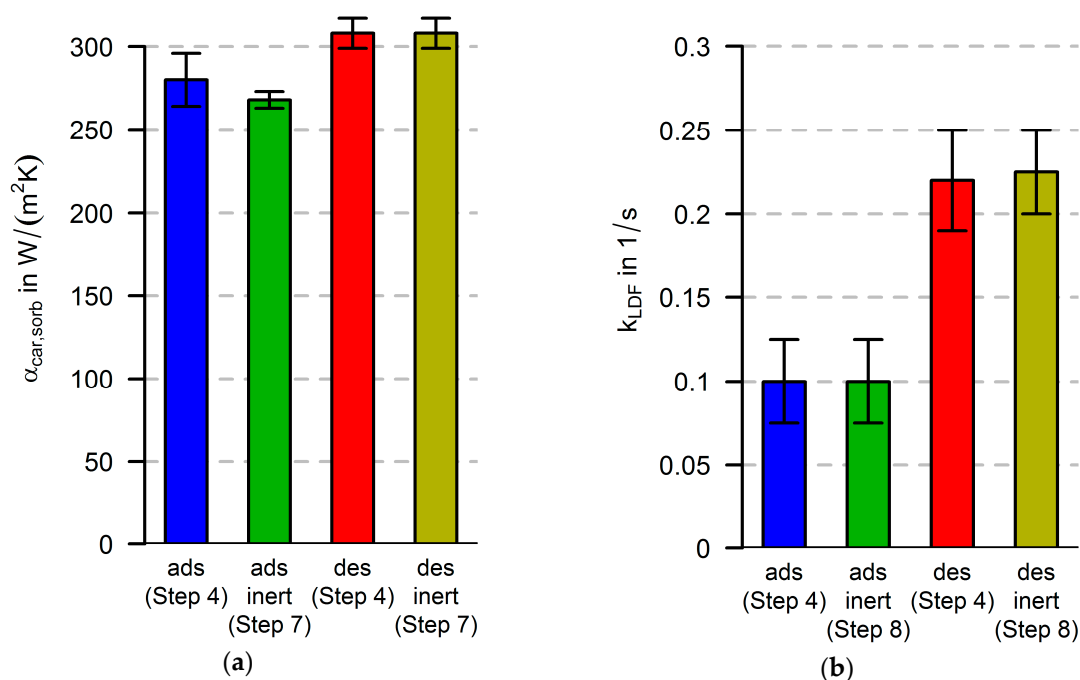 α_car,sorb in W/(m²K)
300
250
200
150
100
50
0
ads
(Step 4)
ads
inert
(Step 7)
des
(Step 4)
des
inert
(Step 7)
(a)
k_LDF in 1/s
0.3
0.25
0.2
0.15
0.1
0.05
0
ads
(Step 4)
ads
inert
(Step 8)
des
(Step 4)
des
inert
(Step 8)
(b)